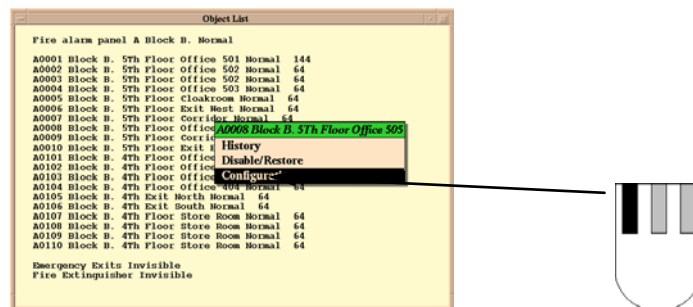 Object List
Fire alarm panel A Block B. Normal
A0001 Block B. 5Th Floor Office 501 Normal 144
A0002 Block B. 5Th Floor Office 502 Normal 64
A0003 Block B. 5Th Floor Office 502 Normal 64
A0004 Block B. 5Th Floor Office 503 Normal 64
A0005 Block B. 5Th Floor Cloakroom Normal 64
A0006 Block B. 5Th Floor Exit West Normal 64
A0007 Block B. 5Th Floor Corridor Normal 64
A0008 Block B. 5Th Floor Office
A0008 Block B. 5Th Floor Office 505
A0009 Block B. 5Th Floor
A0010 Block B. 5Th Floor Exit
History
A0101 Block B. 4Th Floor Office
Disable/Restore
A0102 Block B. 4Th Floor Office
A0103 Block B. 4Th Floor Office
Configure
A0104 Block B. 4Th Floor Office 404 Normal 64
A0105 Block B. 4Th Exit North Normal 64
A0106 Block B. 4Th Exit South Normal 64
A0107 Block B. 4Th Floor Store Room Normal 64
A0108 Block B. 4Th Floor Store Room Normal 64
A0109 Block B. 4Th Floor Store Room Normal 64
A0110 Block B. 4Th Floor Store Room Normal 64
Emergency Exits Invisible
Fire Extinguisher Invisible